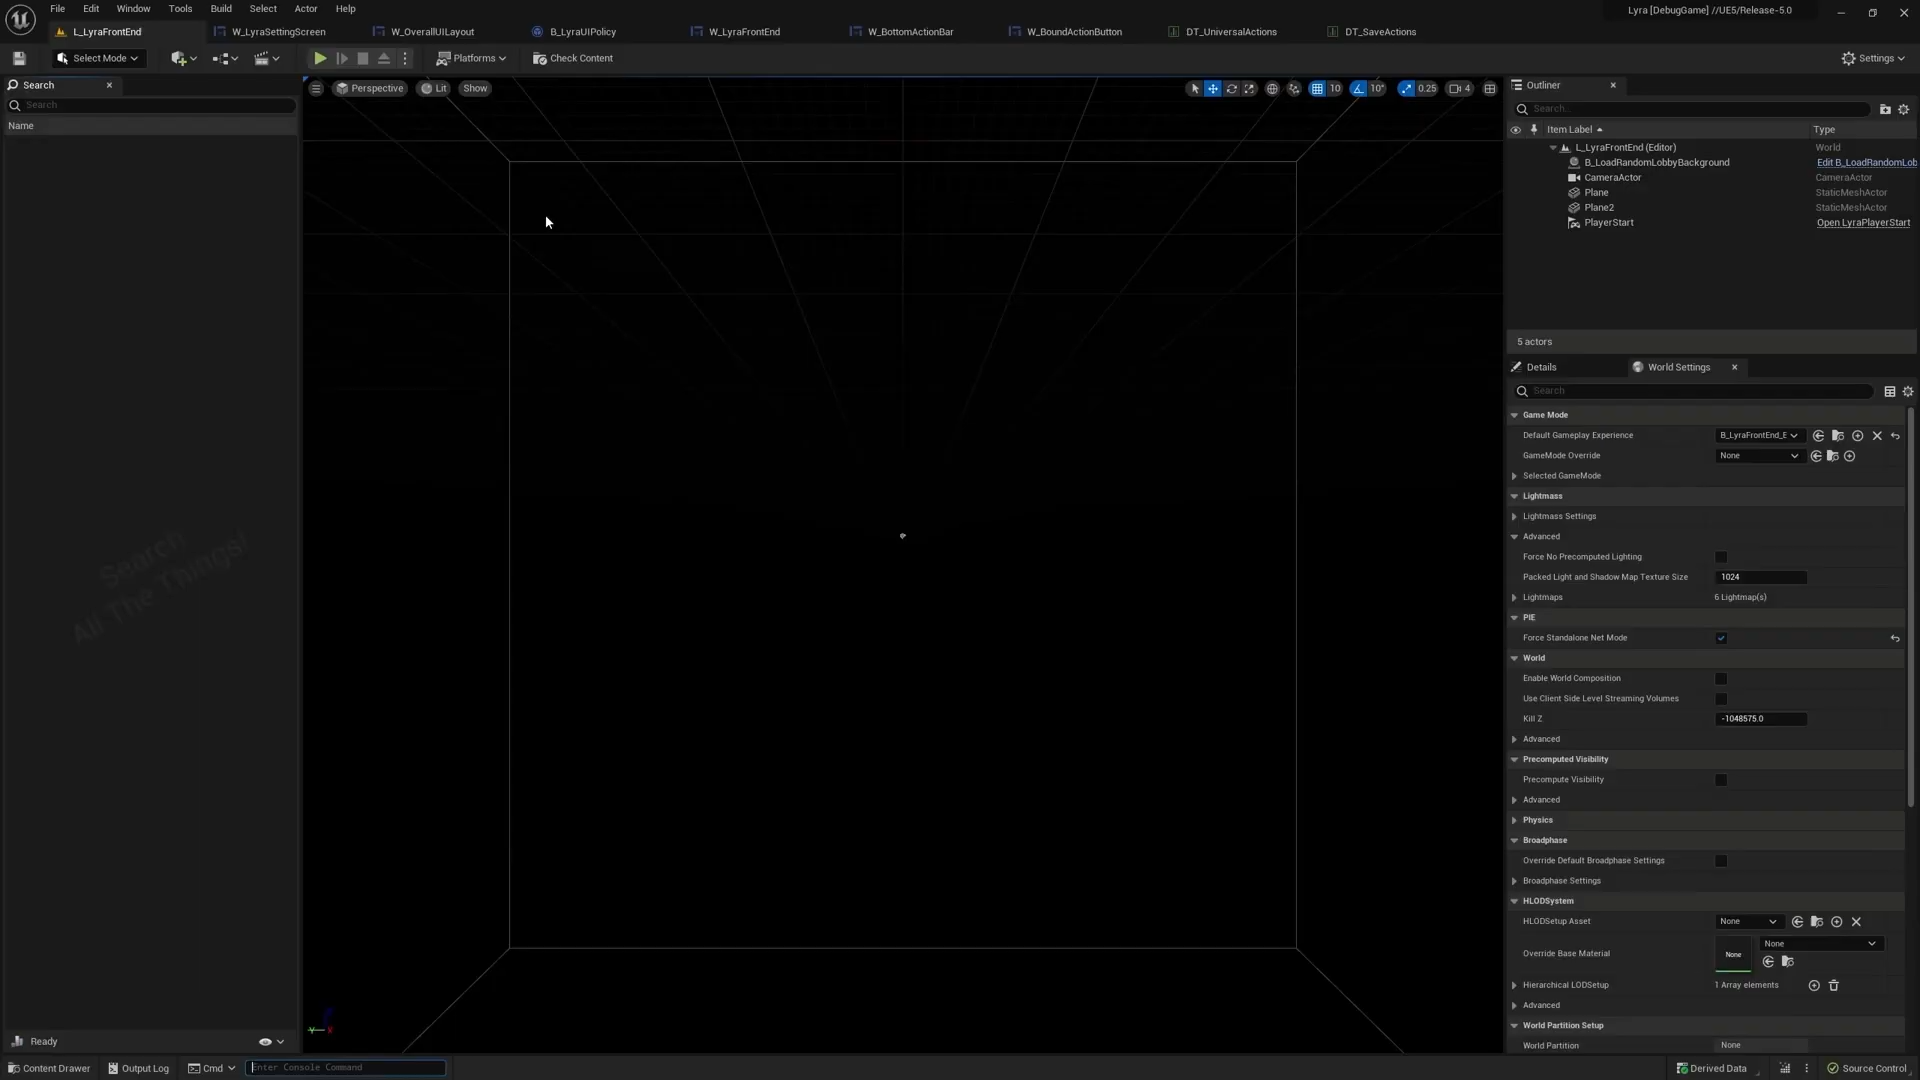 File Edit Window Tools Build Select Actor Help
Lyra [DebugGame] //UE5/Release-5.0
L_LyraFrontEnd W_LyraSettingScreen W_OverallUILayout B_LyraUIPolicy W_LyraFrontEnd W_BottomActionBar W_BoundActionButton DT_UniversalActions DT_SaveActions
Select Mode Platforms Check Content Settings
Search
Search
Name
Search
All The Things!
Ready
Perspective Lit Show 10 10° 0.25 4
Outliner
Search...
Item Label Type
L_LyraFrontEnd (Editor) World
B_LoadRandomLobbyBackground Edit B_LoadRandomLob
CameraActor CameraActor
Plane StaticMeshActor
Plane2 StaticMeshActor
PlayerStart Open LyraPlayerStart
5 actors
Details World Settings
Search
Game Mode
Default Gameplay Experience B_LyraFrontEnd_E
GameMode Override None
Selected GameMode
Lightmass
Lightmass Settings
Advanced
Force No Precomputed Lighting
Packed Light and Shadow Map Texture Size 1024
Lightmaps 6 Lightmap(s)
PIE
Force Standalone Net Mode
World
Enable World Composition
Use Client Side Level Streaming Volumes
Kill Z -1048575.0
Advanced
Precomputed Visibility
Precompute Visibility
Advanced
Physics
Broadphase
Override Default Broadphase Settings
Broadphase Settings
HLODSystem
HLODSetup Asset None
Override Base Material None None
Hierarchical LODSetup 1 Array elements
Advanced
World Partition Setup
World Partition None
Content Drawer Output Log Cmd Enter Console Command Derived Data Source Control